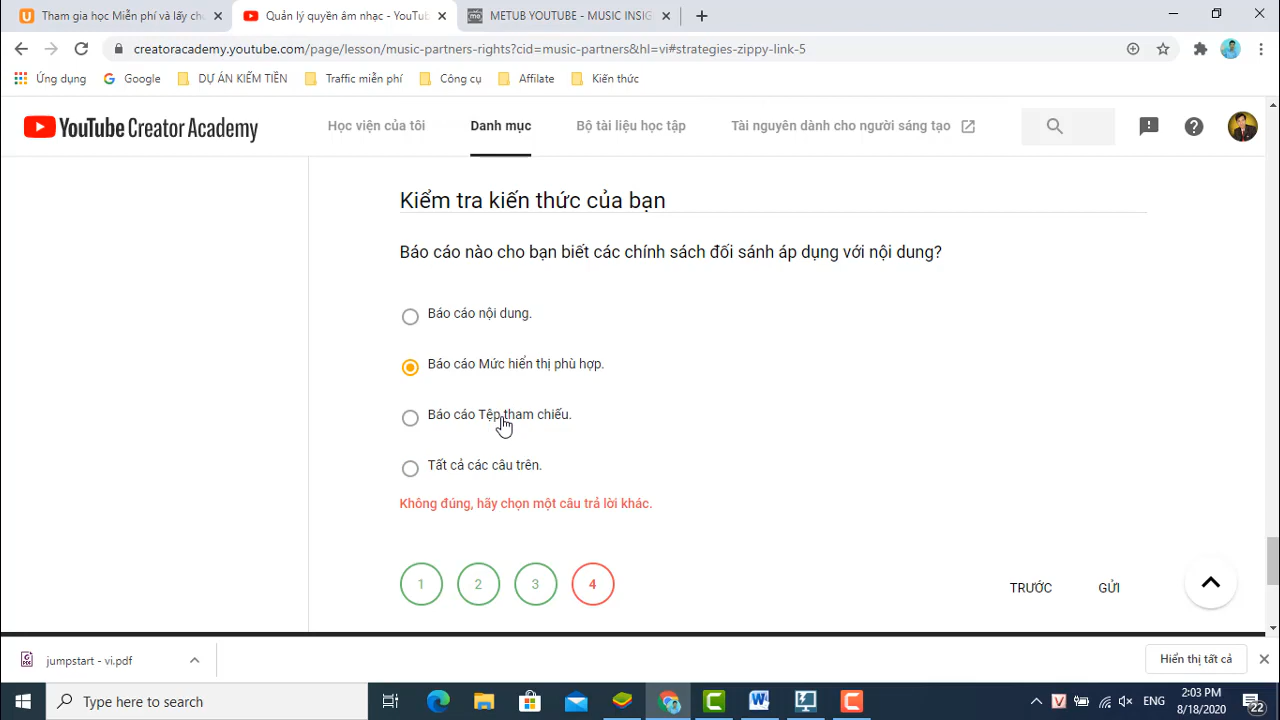 Tham gia học Miễn phí và lấy ch
Quản lý quyền âm nhạc - YouTu
METUB YOUTUBE - MUSIC INSIG
creatoracademy.youtube.com/page/lesson/music-partners-rights?cid=music-partners&hl=vi#strategies-zippy-link-5
Ứng dụng
Google
DỰ ÁN KIẾM TIỀN
Traffic miễn phí
Công cụ
Affilate
Kiến thức
YouTube Creator Academy
Học viện của tôi
Danh mục
Bộ tài liệu học tập
Tài nguyên dành cho người sáng tạo
Kiểm tra kiến thức của bạn
Báo cáo nào cho bạn biết các chính sách đối sánh áp dụng với nội dung?
Báo cáo nội dung.
Báo cáo Mức hiển thị phù hợp.
Báo cáo Tệp tham chiếu.
Tất cả các câu trên.
Không đúng, hãy chọn một câu trả lời khác.
1 2 3 4
TRƯỚC GỬI
jumpstart - vi.pdf
Hiển thị tất cả
Type here to search
ENG
2:03 PM
8/18/2020
22